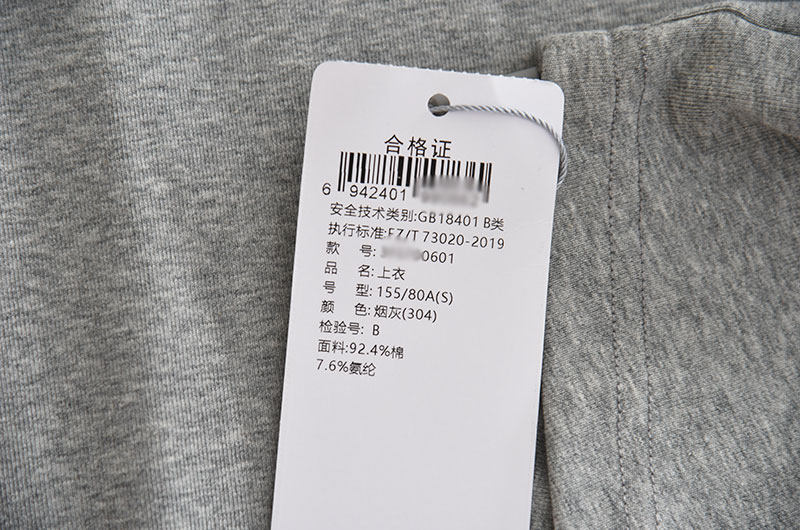 合格证
6 942401
安全技术类别:GB18401 B类
执行标准:FZ/T 73020-2019
款 号: 0601
品 名:上衣
号 型:155/80A(S)
颜 色:烟灰(304)
检验号: B
面料:92.4%棉
7.6%氨纶